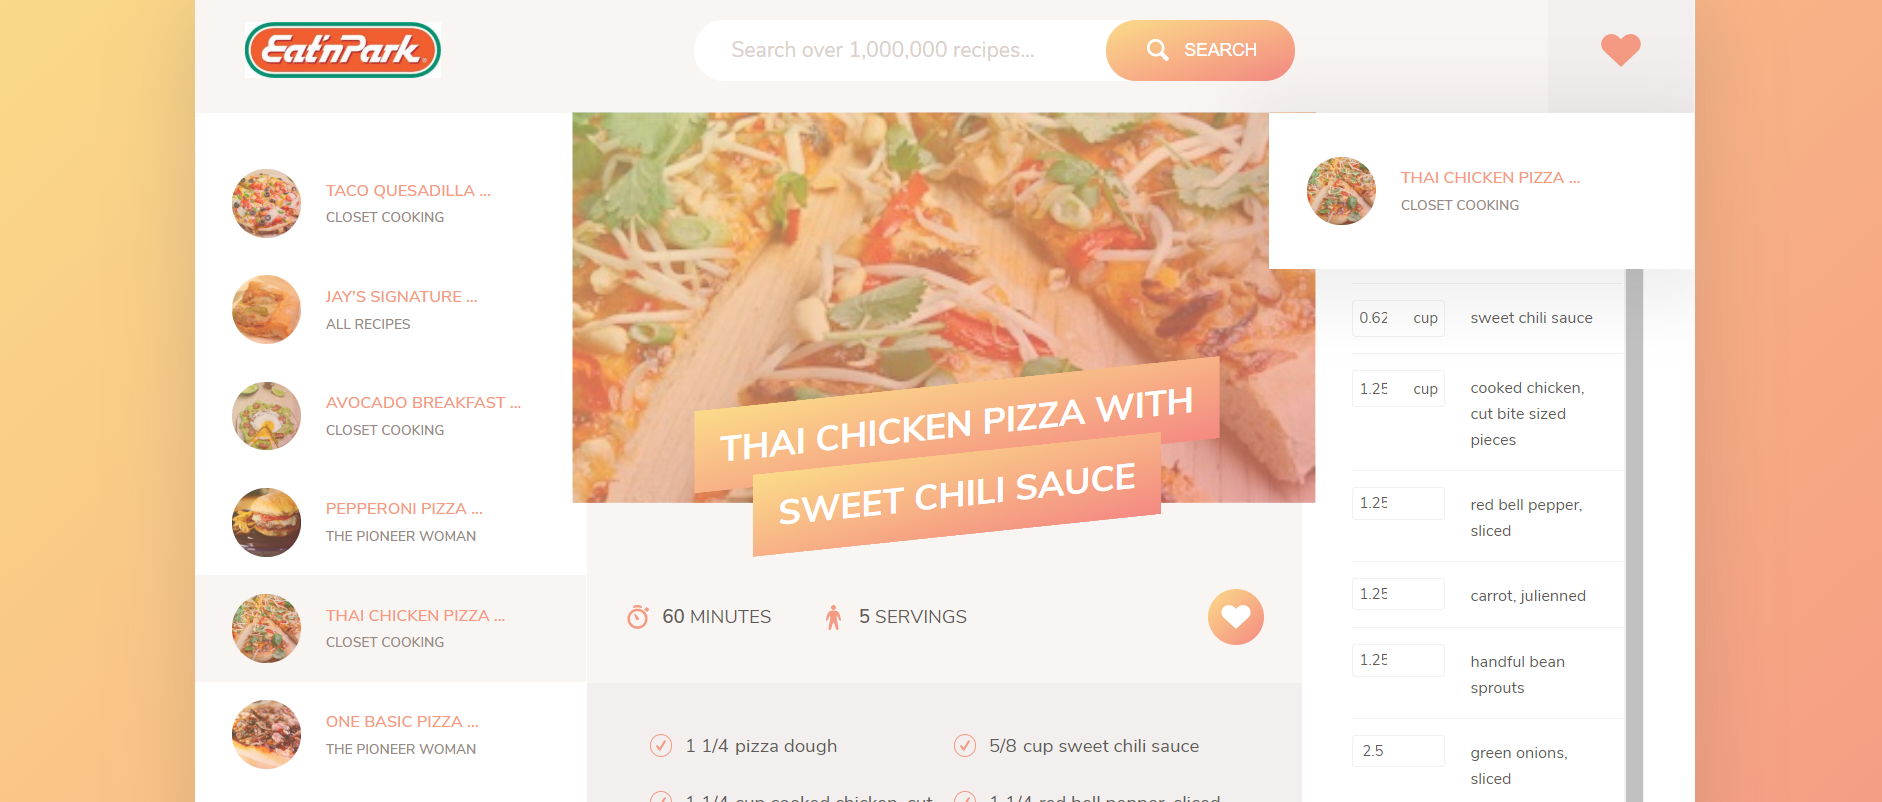 Eat'nPark
Search over 1,000,000 recipes...
SEARCH
TACO QUESADILLA ...
CLOSET COOKING
JAY'S SIGNATURE ...
ALL RECIPES
AVOCADO BREAKFAST ...
CLOSET COOKING
PEPPERONI PIZZA ...
THE PIONEER WOMAN
THAI CHICKEN PIZZA ...
CLOSET COOKING
ONE BASIC PIZZA ...
THE PIONEER WOMAN
THAI CHICKEN PIZZA WITH
SWEET CHILI SAUCE
60 MINUTES
5 SERVINGS
1 1/4 pizza dough
5/8 cup sweet chili sauce
1 1/4 cup cooked chicken, cut
1 1/4 red bell pepper, sliced
THAI CHICKEN PIZZA ...
CLOSET COOKING
0.62 cup sweet chili sauce
1.25 cup cooked chicken,
cut bite sized
pieces
1.25 red bell pepper,
sliced
1.25 carrot, julienned
1.25 handful bean
sprouts
2.5 green onions,
sliced